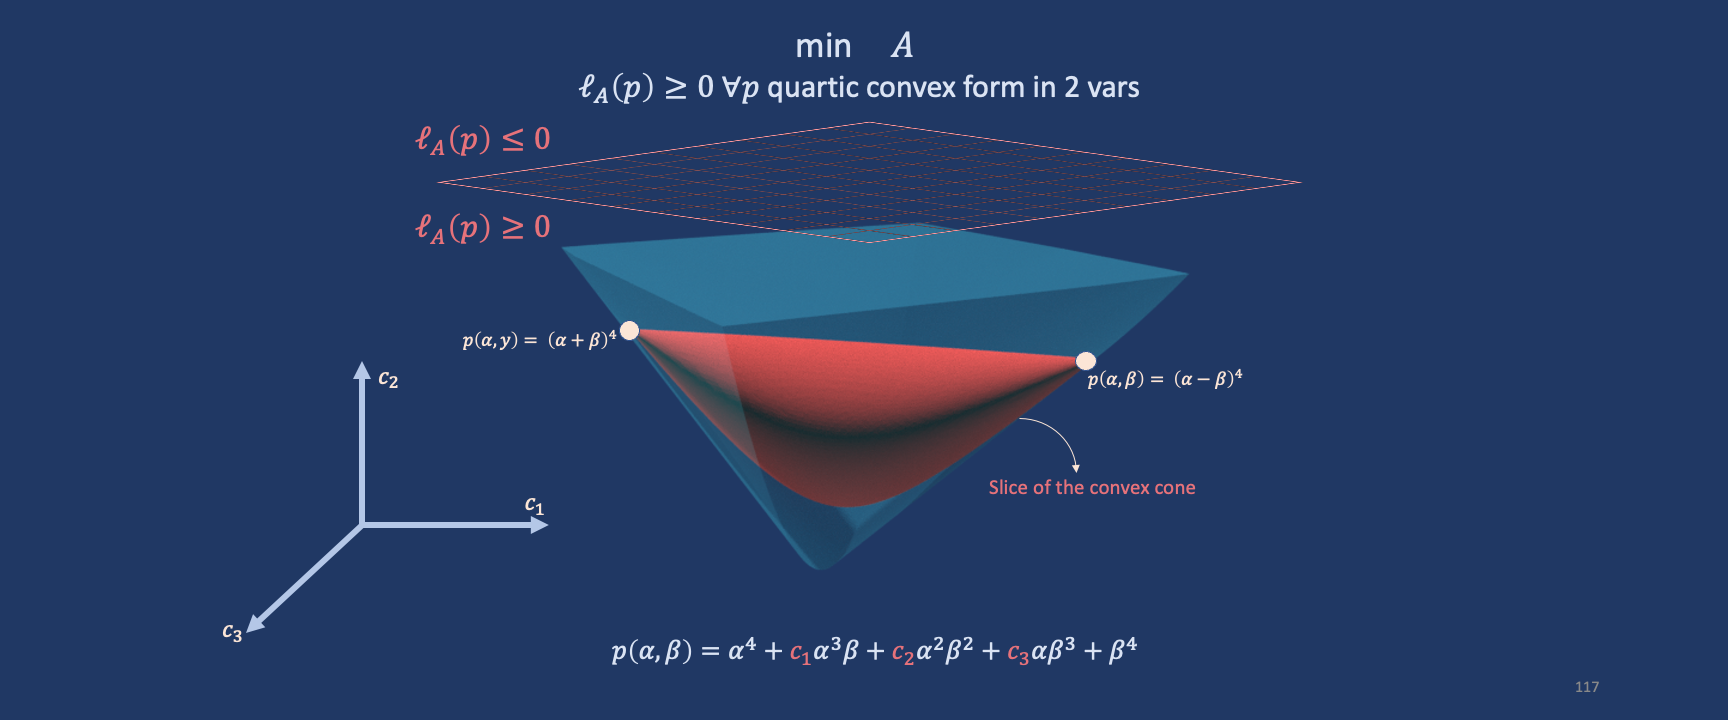 min A
ℓ_A(p) ≥ 0 ∀p quartic convex form in 2 vars
ℓ_A(p) ≤ 0
ℓ_A(p) ≥ 0
p(α, y) = (α + β)⁴
p(α, β) = (α − β)⁴
c₂
Slice of the convex cone
c₁
c₃
p(α, β) = α⁴ + c₁α³β + c₂α²β² + c₃αβ³ + β⁴
117